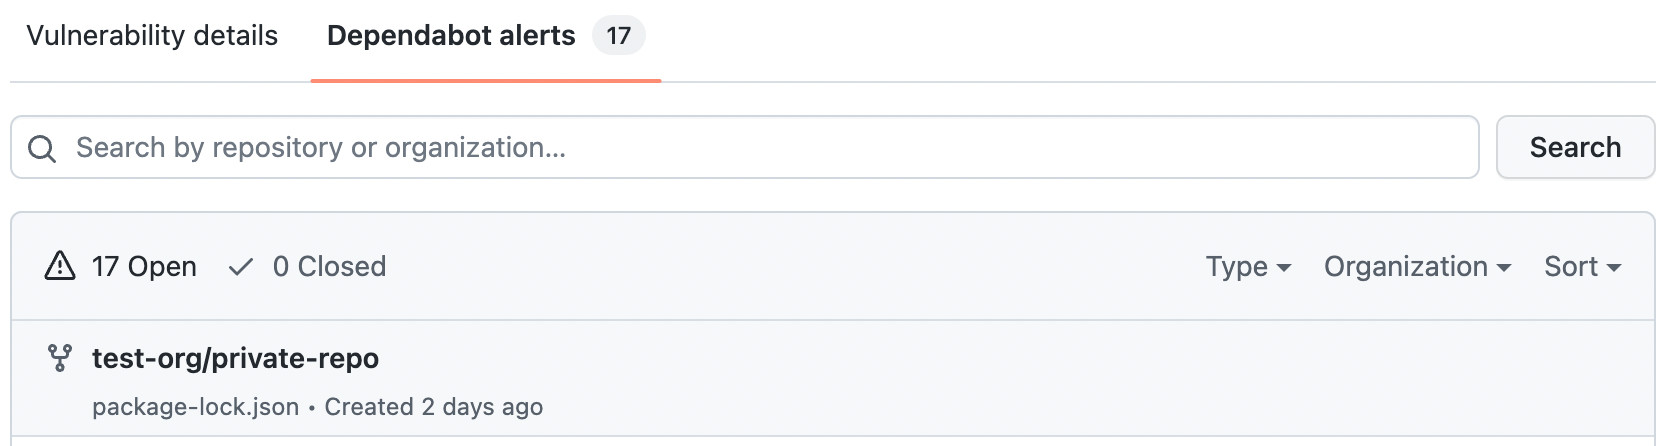 Vulnerability details Dependabot alerts 17
Search by repository or organization... Search
17 Open 0 Closed Type Organization Sort
test-org/private-repo
package-lock.json • Created 2 days ago